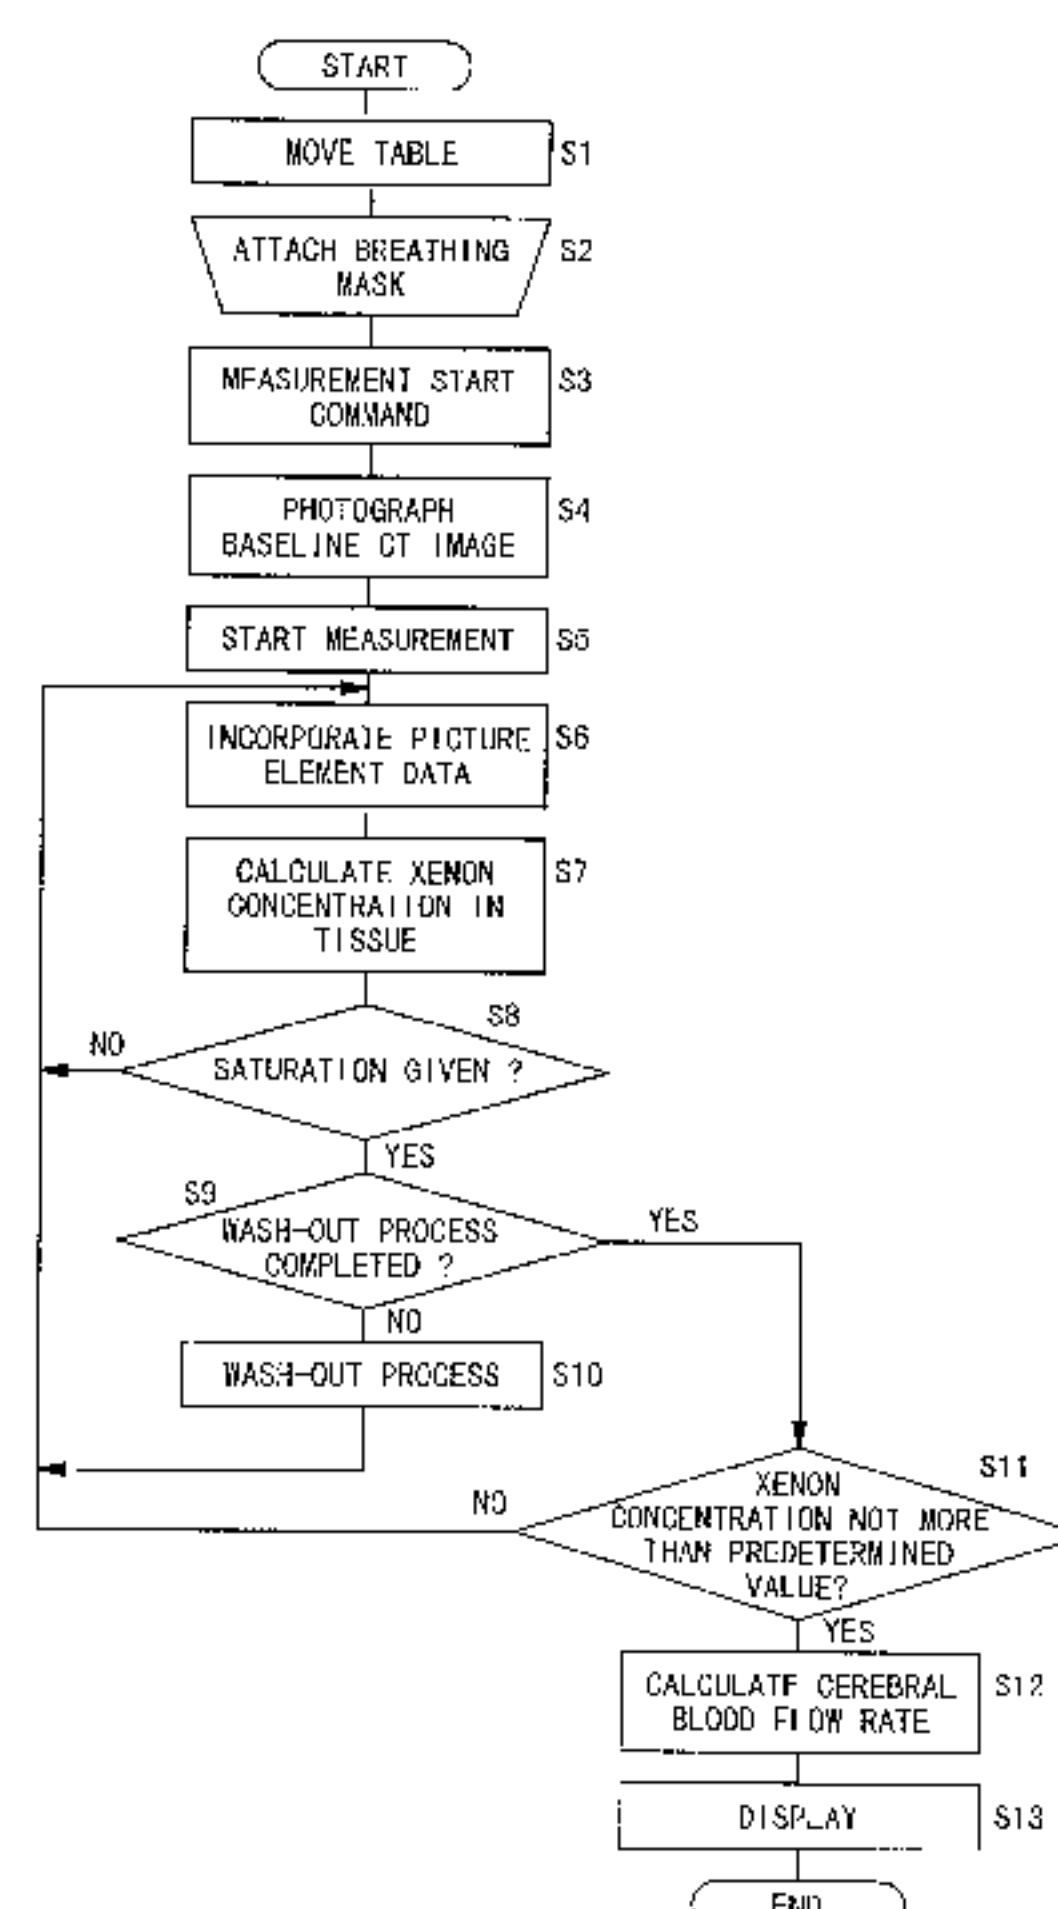 START
MOVE TABLE
S1
ATTACH BREATHING
MASK
S2
MEASUREMENT START
COMMAND
S3
PHOTOGRAPH
BASELINE CT IMAGE
S4
START MEASUREMENT
S5
INCORPORATE PICTURE
ELEMENT DATA
S6
CALCULATE XENON
CONCENTRATION IN
TISSUE
S7
S8
NO
SATURATION GIVEN ?
YES
S9
WASH-OUT PROCESS
COMPLETED ?
YES
NO
WASH-OUT PROCESS
S10
S11
XENON
CONCENTRATION NOT MORE
THAN PREDETERMINED
VALUE?
NO
YES
CALCULATE CEREBRAL
BLOOD FLOW RATE
S12
DISPLAY
S13
END